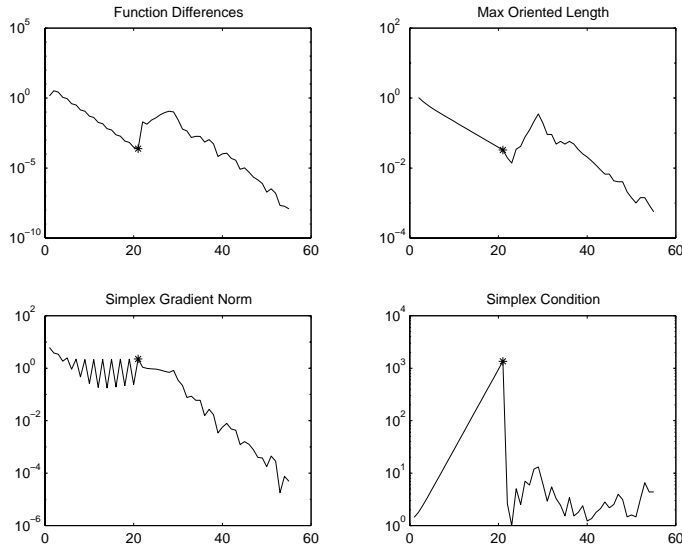 Function Differences
10^5
10^0
10^−5
10^−10
0 20 40 60
Max Oriented Length
10^2
10^0
10^−2
10^−4
0 20 40 60
Simplex Gradient Norm
10^2
10^0
10^−2
10^−4
10^−6
0 20 40 60
Simplex Condition
10^4
10^3
10^2
10^1
10^0
0 20 40 60